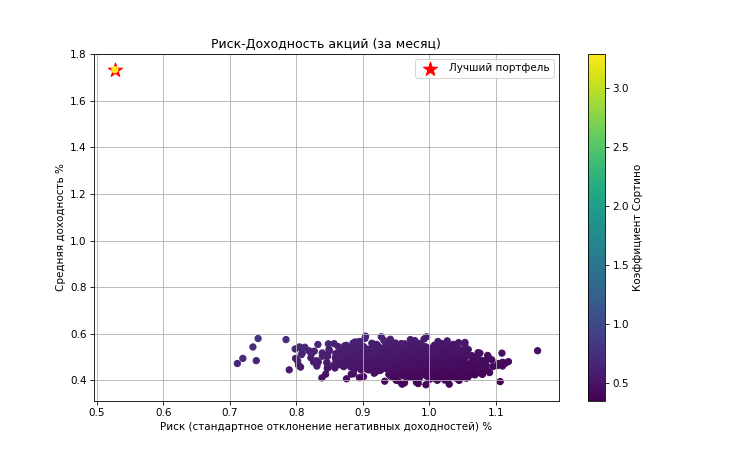 Риск-Доходность акций (за месяц)
Лучший портфель
Средняя доходность %
1.8
1.6
1.4
1.2
1.0
0.8
0.6
0.4
0.5 0.6 0.7 0.8 0.9 1.0 1.1
Риск (стандартное отклонение негативных доходностей) %
3.0
2.5
2.0
1.5
1.0
0.5
Коэффициент Сортино